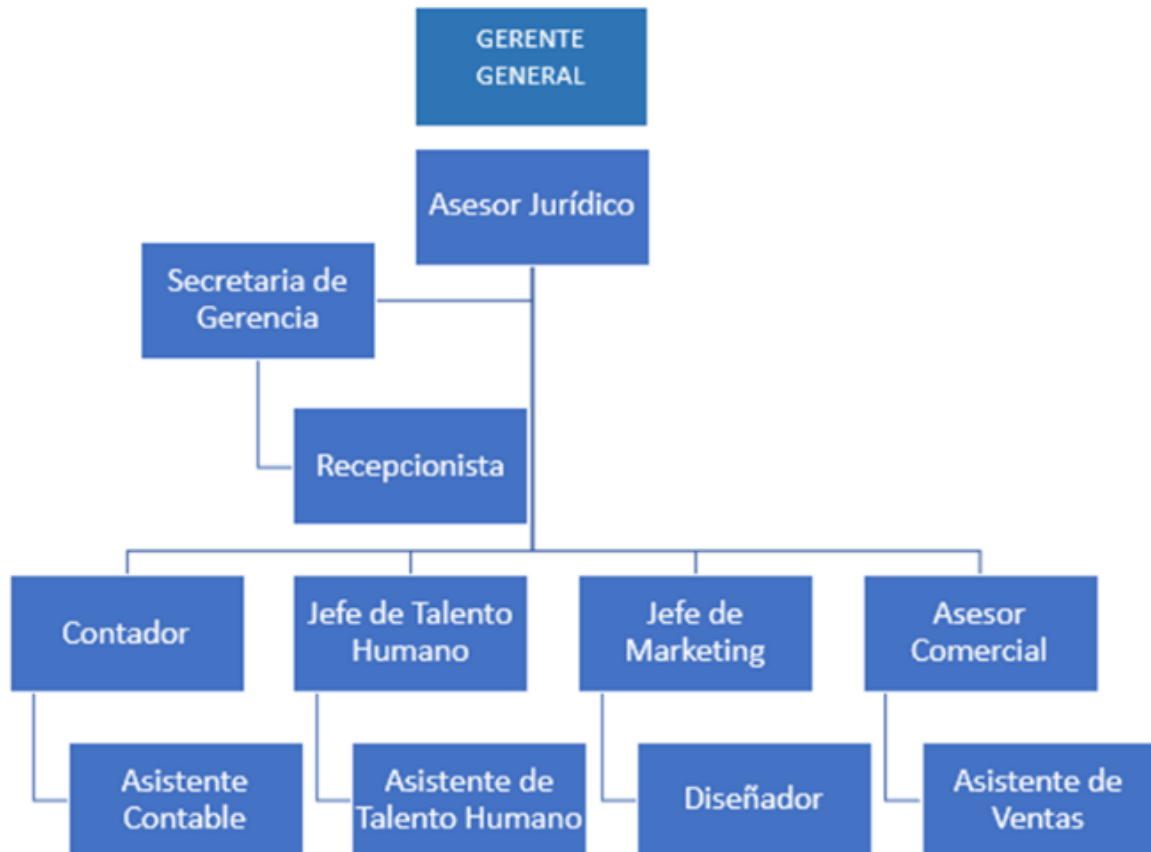 GERENTE
GENERAL
Asesor Jurídico
Secretaria de
Gerencia
Recepcionista
Contador
Jefe de Talento
Humano
Jefe de
Marketing
Asesor
Comercial
Asistente
Contable
Asistente de
Talento Humano
Diseñador
Asistente de
Ventas